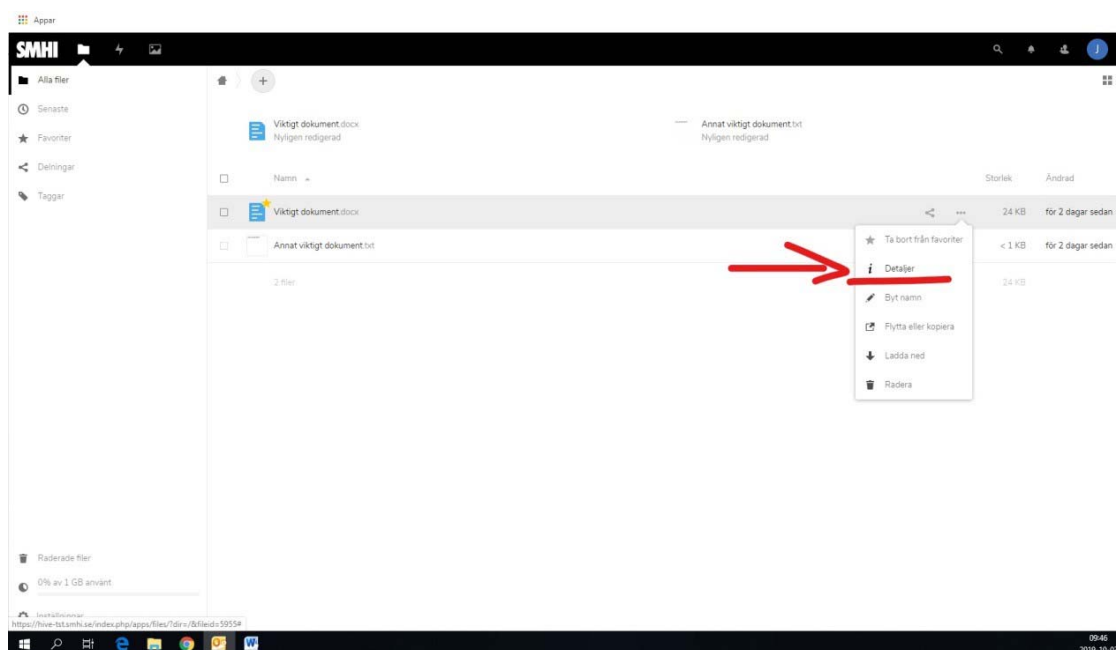 Appar
SMHI
J
Alla filer
Senaste
Favoriter
Delningar
Taggar
Viktigt dokument.docx
Nyligen redigerad
Annat viktigt dokument.txt
Nyligen redigerad
Namn
Storlek
Ändrad
Viktigt dokument.docx
24 KB
för 2 dagar sedan
Annat viktigt dokument.txt
< 1 KB
för 2 dagar sedan
2 filer
24 KB
Ta bort från favoriter
Detaljer
Byt namn
Flytta eller kopiera
Ladda ned
Radera
Raderade filer
0% av 1 GB använt
Inställningar
https://hive-tst.smhi.se/index.php/apps/files/?dir=/&fileid=5955#
09:46